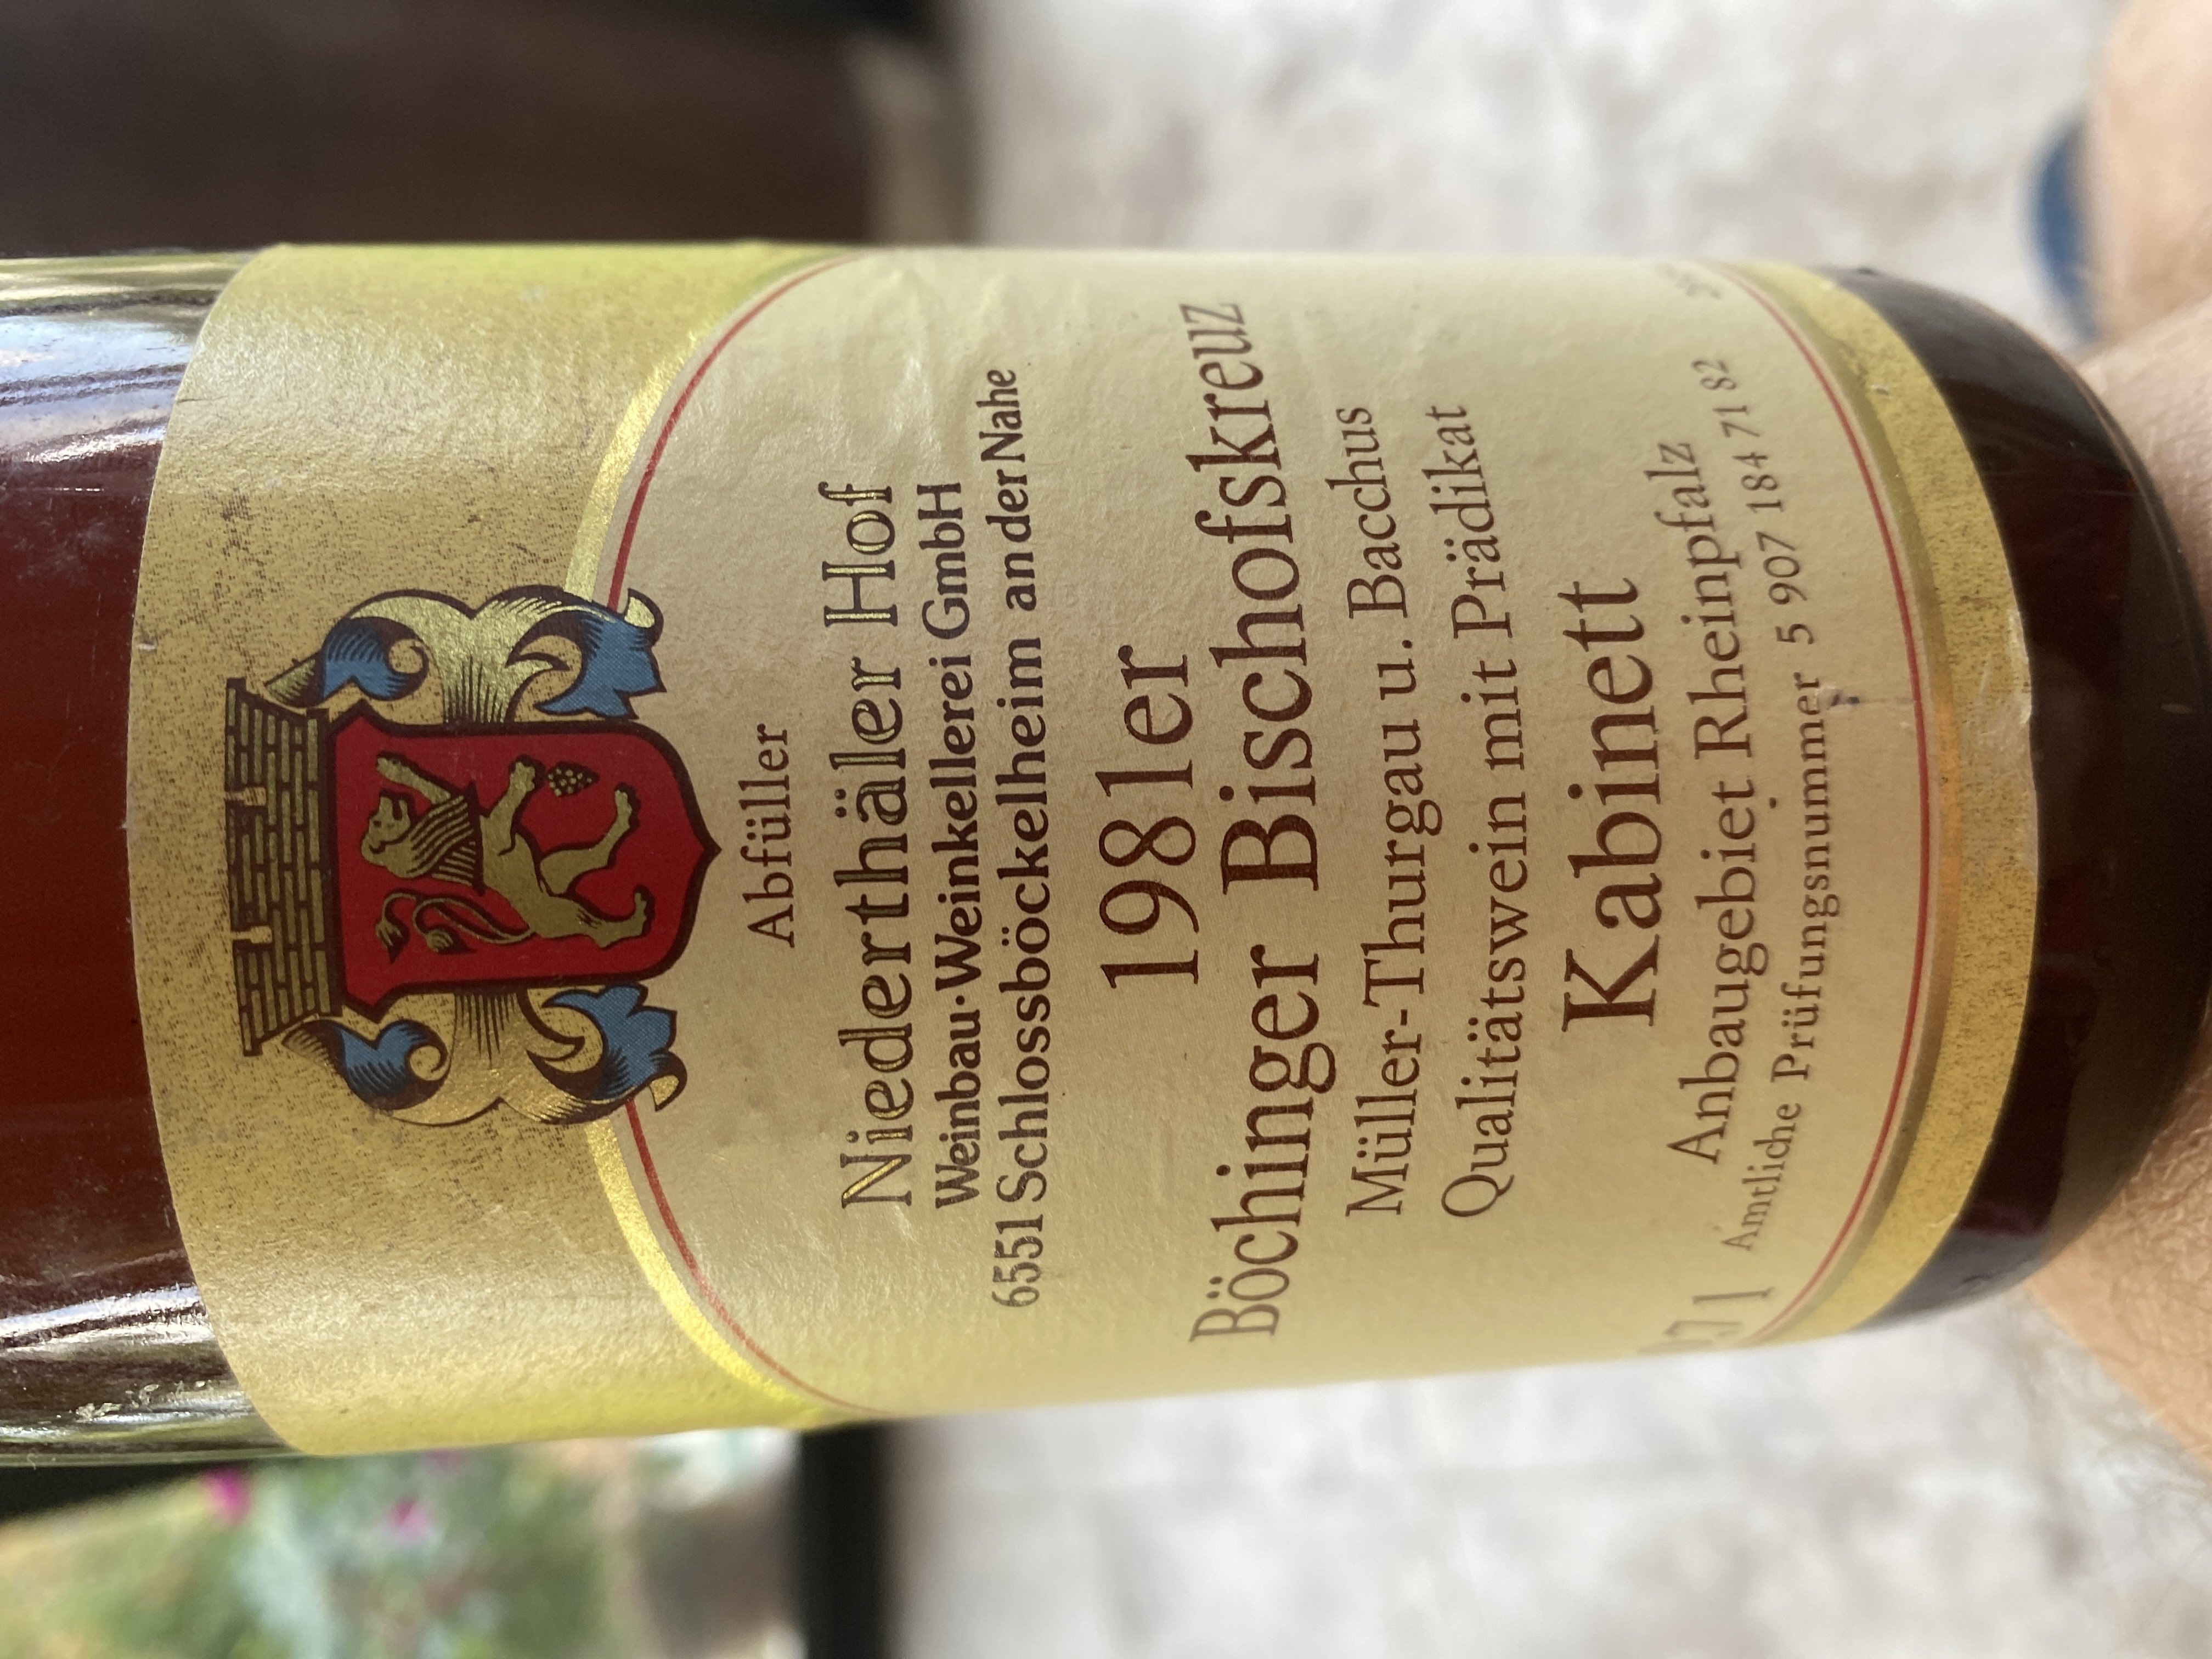 Abfüller
Niederthäler Hof
Weinbau·Weinkellerei GmbH
6551 Schlossböckelheim an der Nahe
1981er
Böchinger Bischofskreuz
Müller-Thurgau u. Bacchus
Qualitätswein mit Prädikat
Kabinett
Anbaugebiet Rheinpfalz
Amtliche Prüfungsnummer 5 907 184 71 82